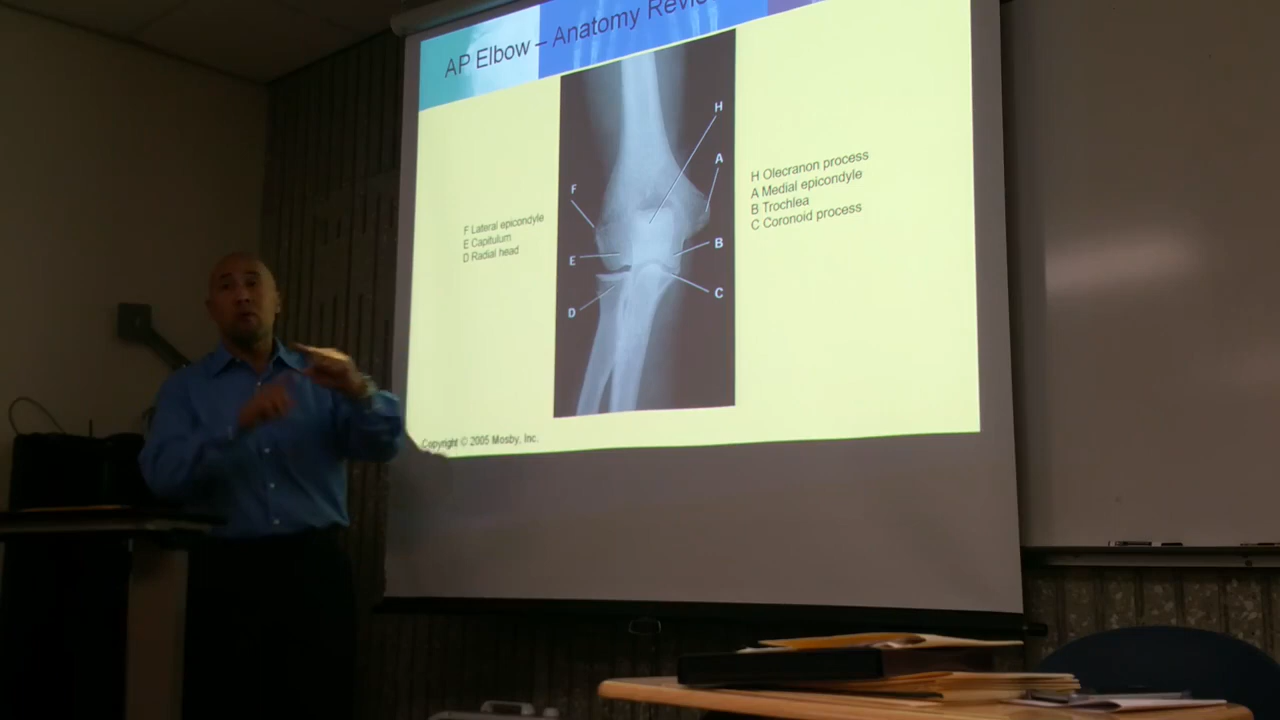 AP Elbow – Anatomy Review
H
A
F
H Olecranon process
A Medial epicondyle
B Trochlea
C Coronoid process
F Lateral epicondyle
E Capitulum
D Radial head
B
E
C
D
Copyright © 2005 Mosby, Inc.